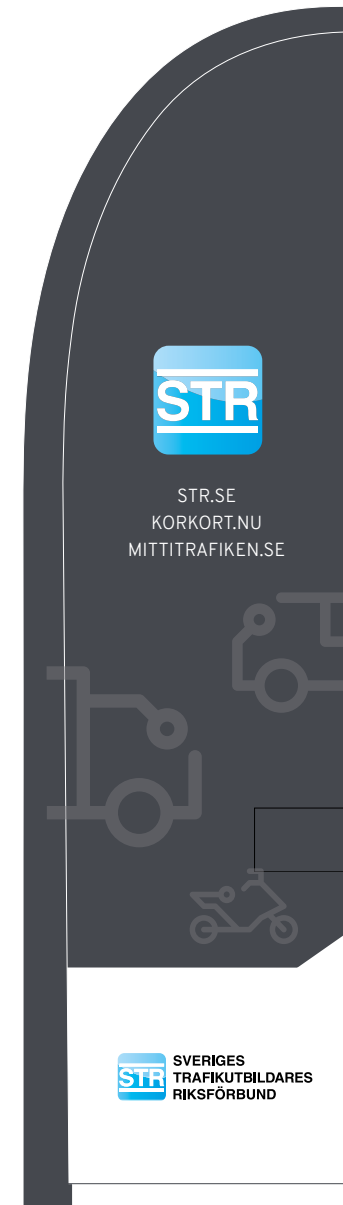 STR
STR.SE
KORKORT.NU
MITTITRAFIKEN.SE
STR
SVERIGES
TRAFIKUTBILDARES
RIKSFÖRBUND